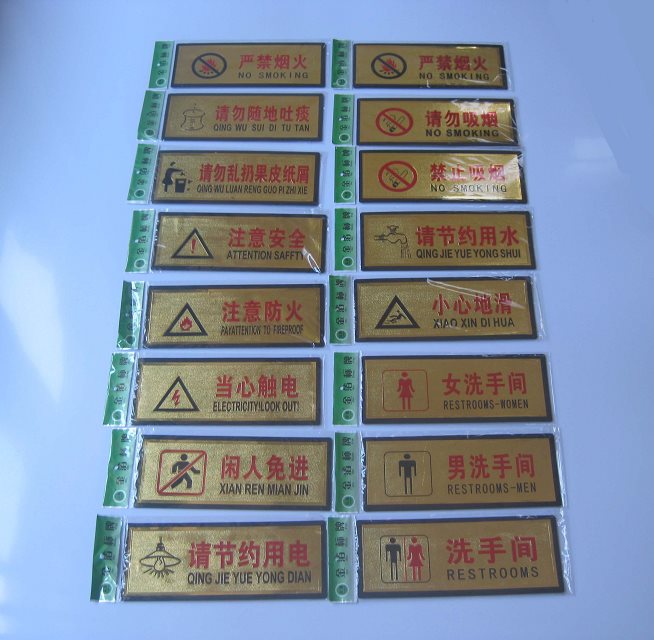 严禁烟火
NO SMOKING
严禁烟火
NO SMOKING
请勿随地吐痰
QING WU SUI DI TU TAN
请勿吸烟
NO SMOKING
请勿乱扔果皮纸屑
QING WU LUAN RENG GUO PI ZHI XIE
禁止吸烟
NO SMOKING
注意安全
ATTENTION SAFFTY
请节约用水
QING JIE YUE YONG SHUI
注意防火
PAYATTENTION TO FIREPROOF
小心地滑
XIAO XIN DI HUA
当心触电
ELECTRICITY!LOOK OUT!
女洗手间
RESTROOMS-WOMEN
闲人免进
XIAN REN MIAN JIN
男洗手间
RESTROOMS-MEN
请节约用电
QING JIE YUE YONG DIAN
洗手间
RESTROOMS